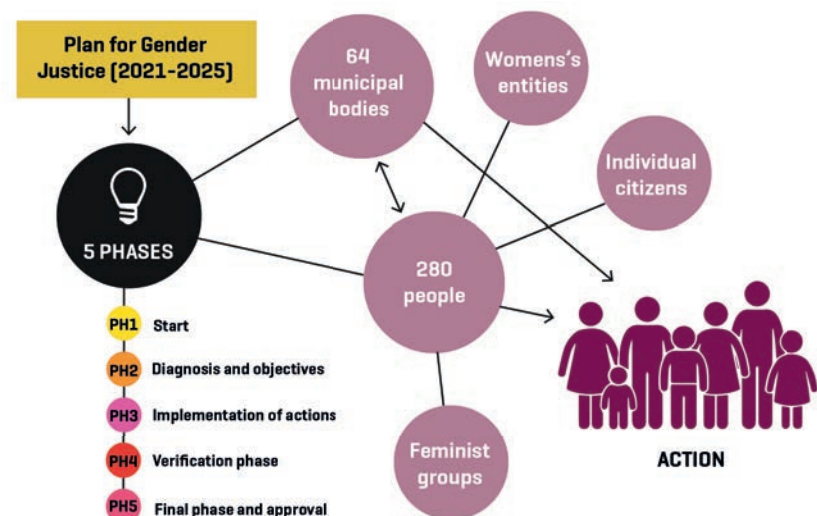 Plan for Gender
Justice (2021-2025)
64
municipal
bodies
Womens's
entities
Individual
citizens
5 PHASES
280
people
PH1 Start
PH2 Diagnosis and objectives
PH3 Implementation of actions
PH4 Verification phase
PH5 Final phase and approval
Feminist
groups
ACTION